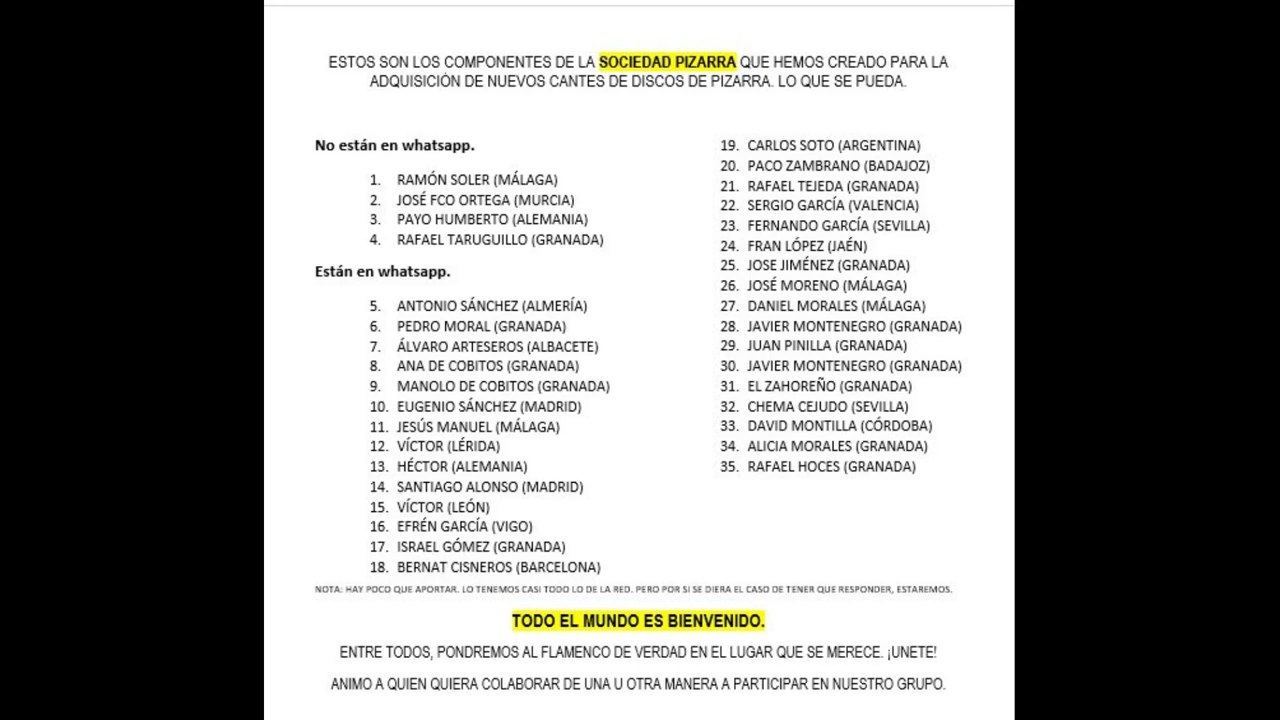 ESTOS SON LOS COMPONENTES DE LA SOCIEDAD PIZARRA QUE HEMOS CREADO PARA LA
ADQUISICIÓN DE NUEVOS CANTES DE DISCOS DE PIZARRA. LO QUE SE PUEDA.
No están en whatsapp.
1. RAMÓN SOLER (MÁLAGA)
2. JOSÉ FCO ORTEGA (MURCIA)
3. PAYO HUMBERTO (ALEMANIA)
4. RAFAEL TARUGUILLO (GRANADA)
Están en whatsapp.
5. ANTONIO SÁNCHEZ (ALMERÍA)
6. PEDRO MORAL (GRANADA)
7. ÁLVARO ARTESEROS (ALBACETE)
8. ANA DE COBITOS (GRANADA)
9. MANOLO DE COBITOS (GRANADA)
10. EUGENIO SÁNCHEZ (MADRID)
11. JESÚS MANUEL (MÁLAGA)
12. VÍCTOR (LÉRIDA)
13. HÉCTOR (ALEMANIA)
14. SANTIAGO ALONSO (MADRID)
15. VÍCTOR (LEÓN)
16. EFRÉN GARCÍA (VIGO)
17. ISRAEL GÓMEZ (GRANADA)
18. BERNAT CISNEROS (BARCELONA)
19. CARLOS SOTO (ARGENTINA)
20. PACO ZAMBRANO (BADAJOZ)
21. RAFAEL TEJEDA (GRANADA)
22. SERGIO GARCÍA (VALENCIA)
23. FERNANDO GARCÍA (SEVILLA)
24. FRAN LÓPEZ (JAÉN)
25. JOSE JIMÉNEZ (GRANADA)
26. JOSÉ MORENO (MÁLAGA)
27. DANIEL MORALES (MÁLAGA)
28. JAVIER MONTENEGRO (GRANADA)
29. JUAN PINILLA (GRANADA)
30. JAVIER MONTENEGRO (GRANADA)
31. EL ZAHOREÑO (GRANADA)
32. CHEMA CEJUDO (SEVILLA)
33. DAVID MONTILLA (CÓRDOBA)
34. ALICIA MORALES (GRANADA)
35. RAFAEL HOCES (GRANADA)
NOTA: HAY POCO QUE APORTAR. LO TENEMOS CASI TODO LO DE LA RED. PERO POR SI SE DIERA EL CASO DE TENER QUE RESPONDER, ESTAREMOS.
TODO EL MUNDO ES BIENVENIDO.
ENTRE TODOS, PONDREMOS AL FLAMENCO DE VERDAD EN EL LUGAR QUE SE MERECE. ¡UNETE!
ANIMO A QUIEN QUIERA COLABORAR DE UNA U OTRA MANERA A PARTICIPAR EN NUESTRO GRUPO.